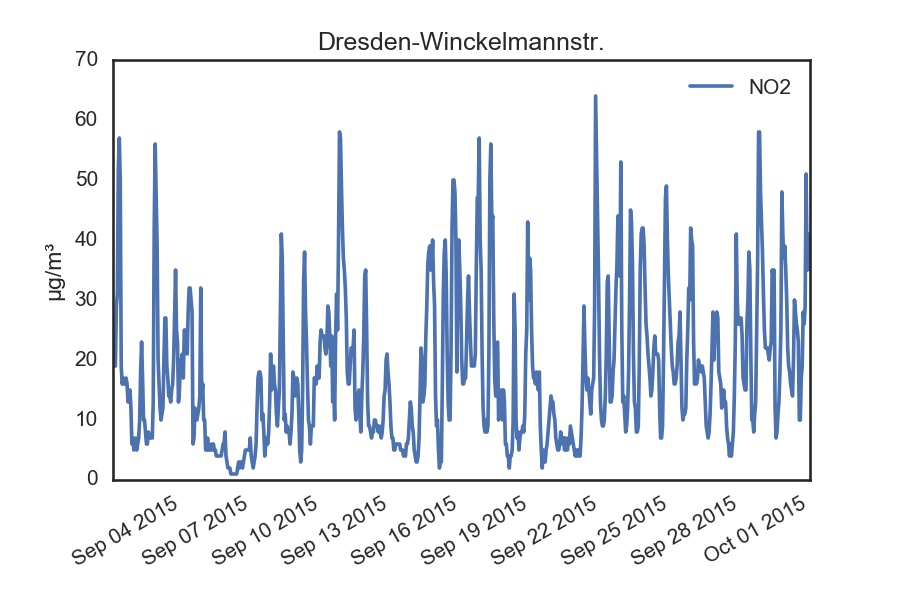 Dresden-Winckelmannstr.
70
60
50
40
30
20
10
0
µg/m³
NO2
Sep 04 2015
Sep 07 2015
Sep 10 2015
Sep 13 2015
Sep 16 2015
Sep 19 2015
Sep 22 2015
Sep 25 2015
Sep 28 2015
Oct 01 2015